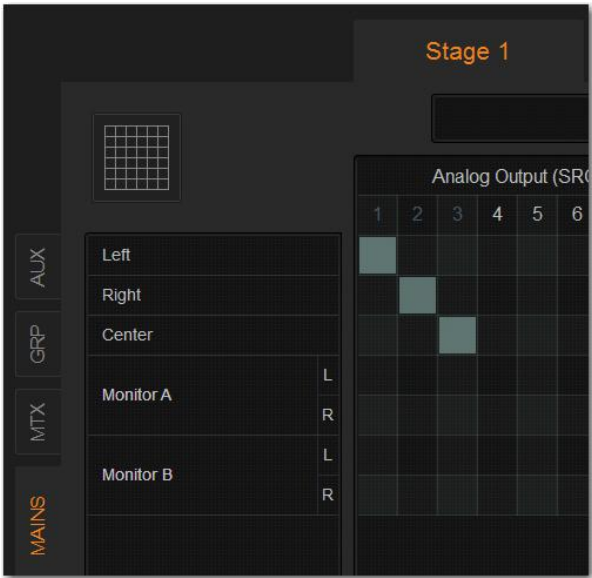 Stage 1
Analog Output (SRC
1 2 3 4 5 6
Left
Right
Center
Monitor A L
R
Monitor B L
R
AUX
GRP
MTX
MAINS